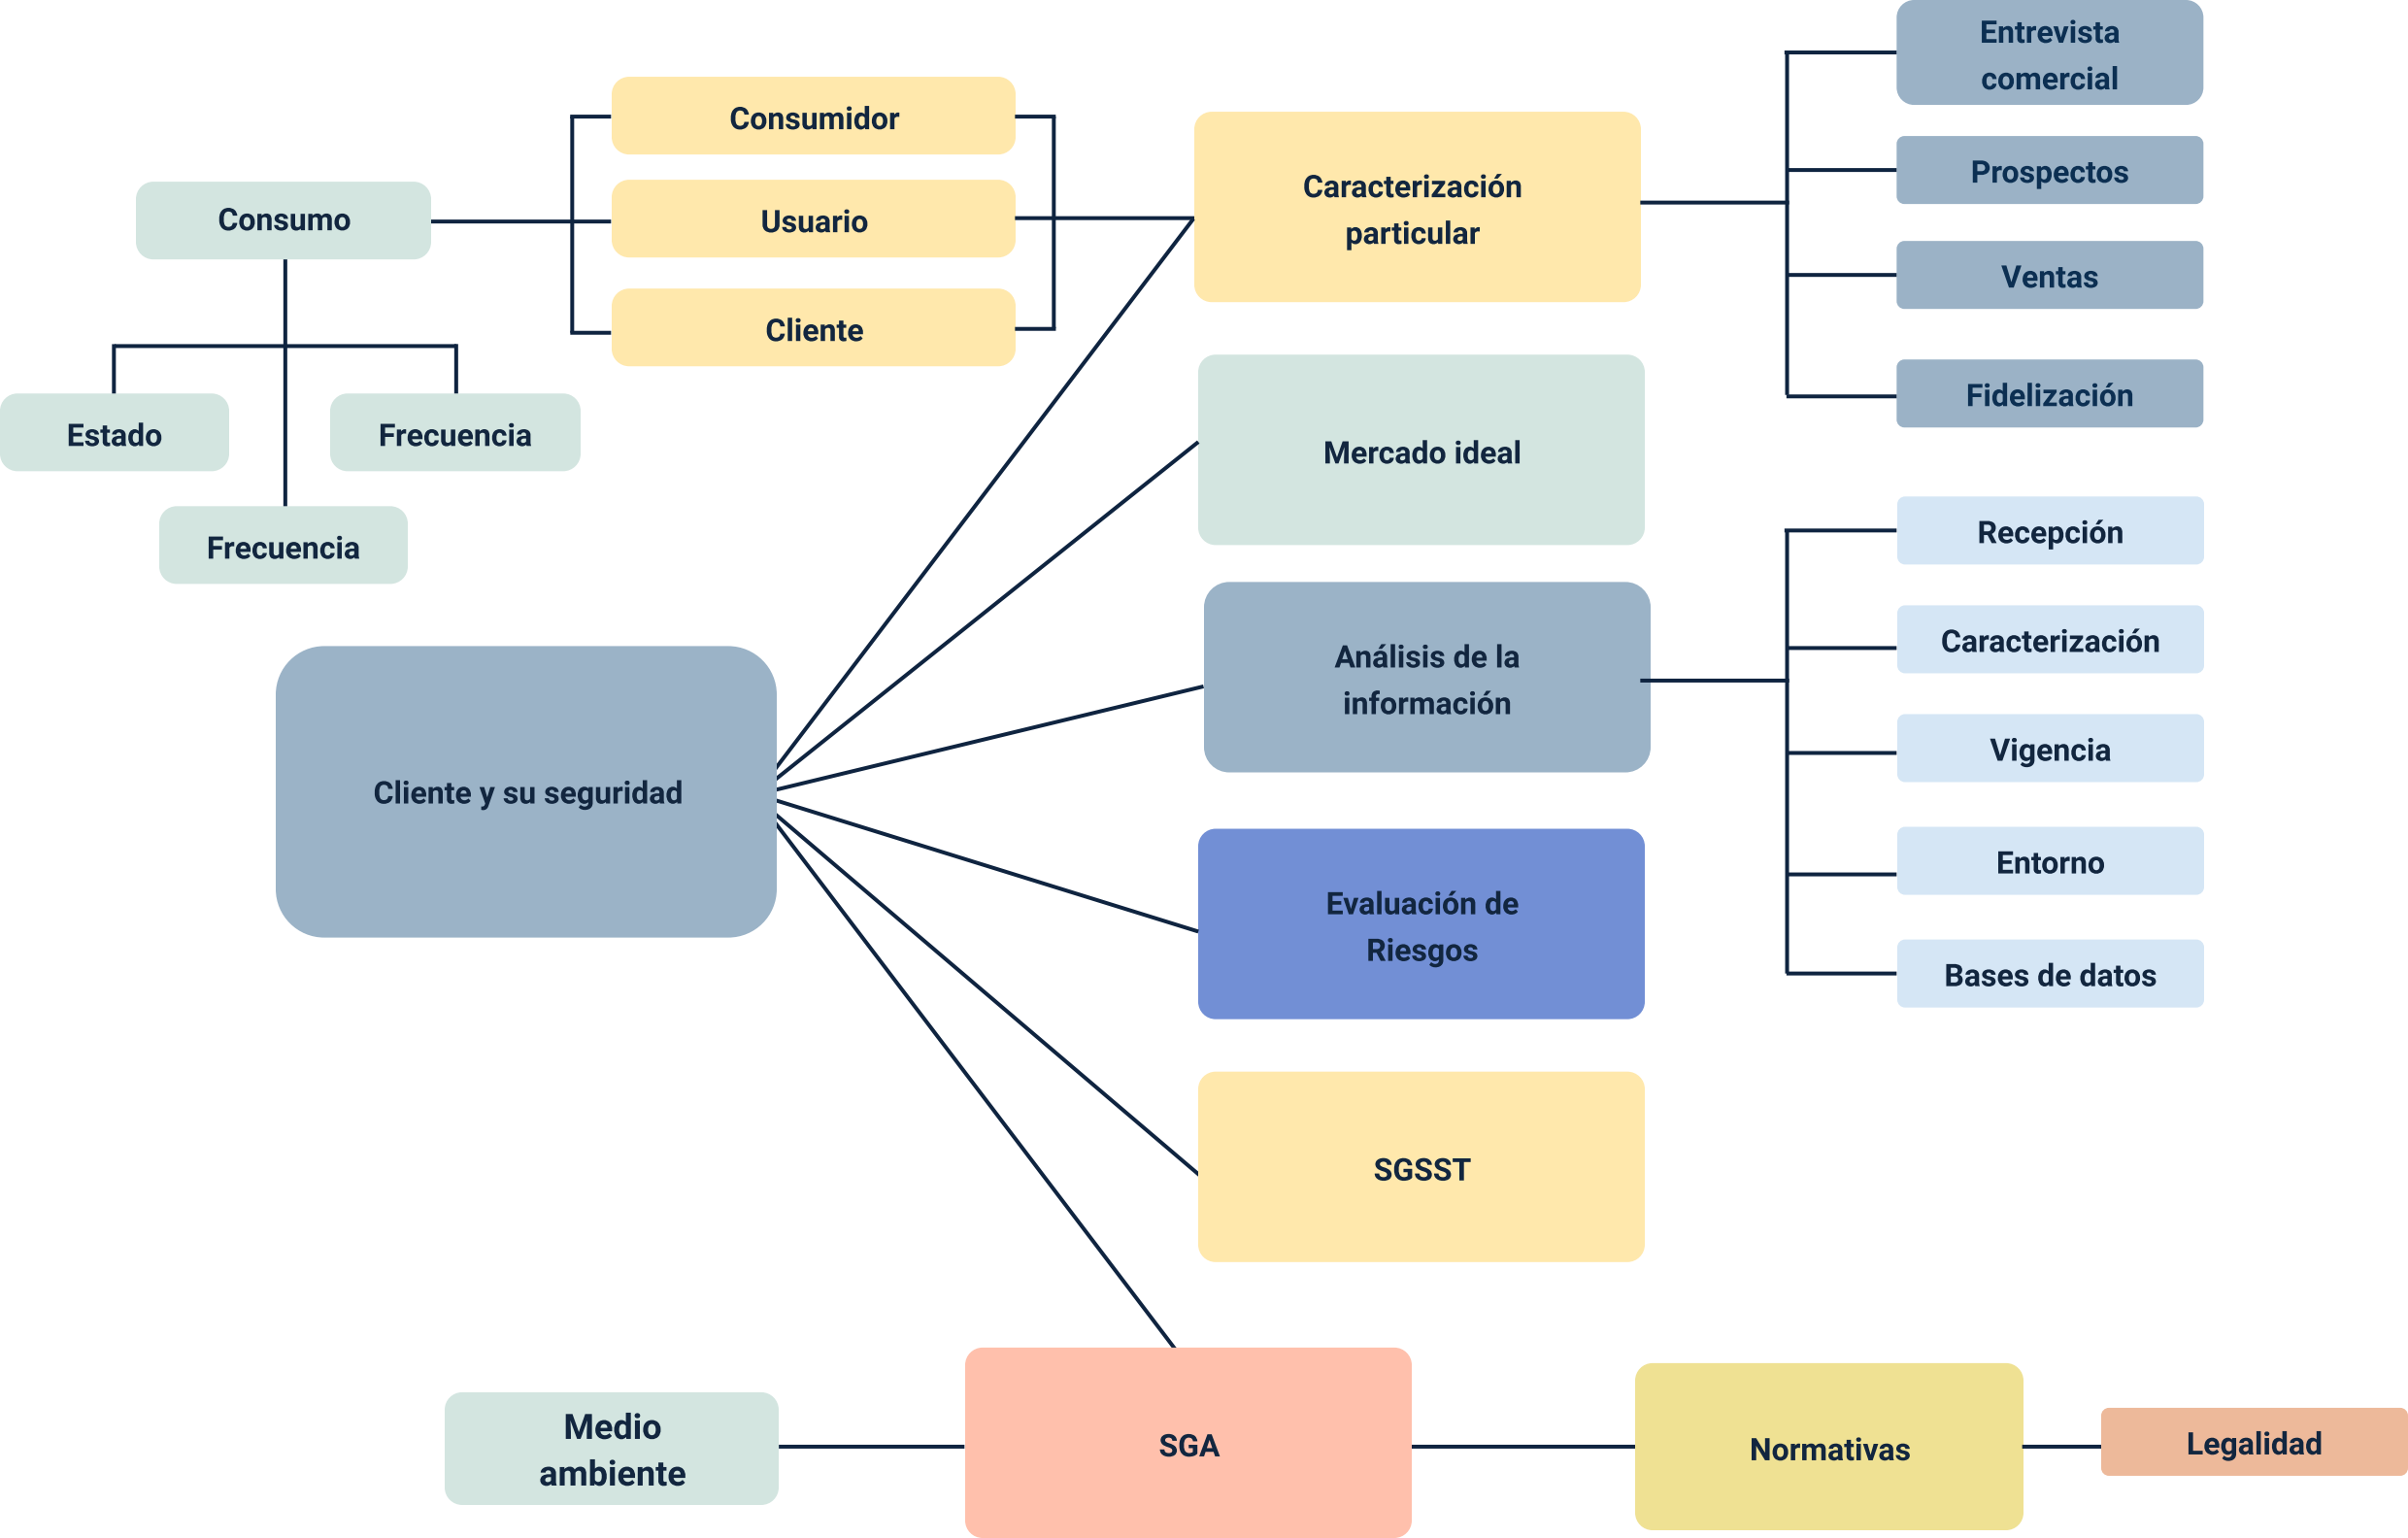 Consumo
Estado
Frecuencia
Frecuencia
Consumidor
Usuario
Cliente
Caracterización
particular
Entrevista
comercial
Prospectos
Ventas
Fidelización
Mercado ideal
Análisis de la
información
Recepción
Caracterización
Vigencia
Entorno
Bases de datos
Cliente y su seguridad
Evaluación de
Riesgos
SGSST
Medio
ambiente
SGA
Normativas
Legalidad